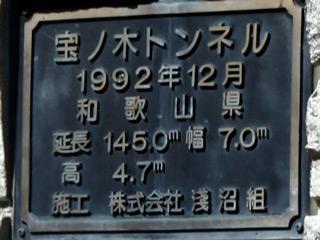 宝ノ木トンネル
1992年12月
和歌山県
延長 145.0m 幅 7.0m
高 4.7m
施工 株式会社 淺沼組